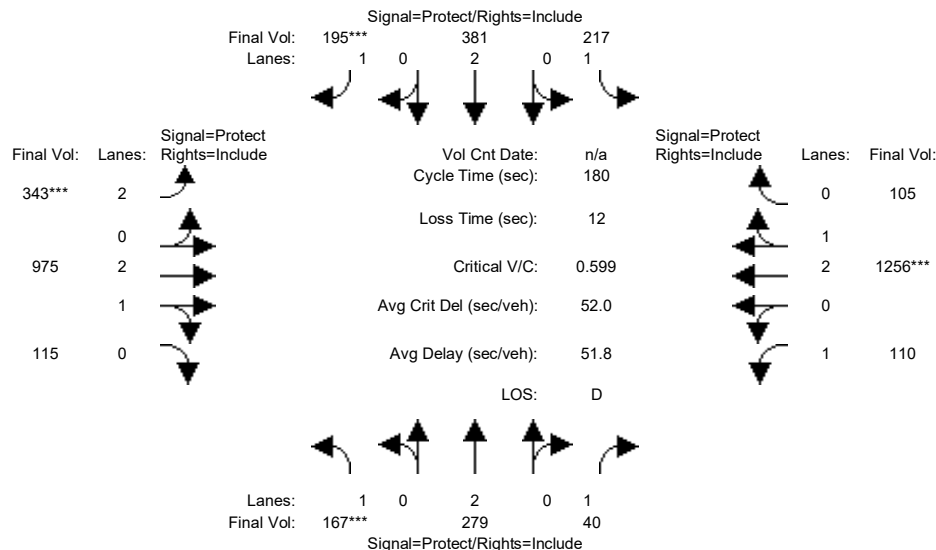 Signal=Protect/Rights=Include
Final Vol: 195*** 381 217
Lanes: 1 0 2 0 1
Signal=Protect Signal=Protect
Final Vol: Lanes: Rights=Include Vol Cnt Date: n/a Rights=Include Lanes: Final Vol:
Cycle Time (sec): 180
343*** 2 0 105
Loss Time (sec): 12
0 1
975 2 Critical V/C: 0.599 2 1256***
1 Avg Crit Del (sec/veh): 52.0 0
115 0 Avg Delay (sec/veh): 51.8 1 110
LOS: D
Lanes: 1 0 2 0 1
Final Vol: 167*** 279 40
Signal=Protect/Rights=Include